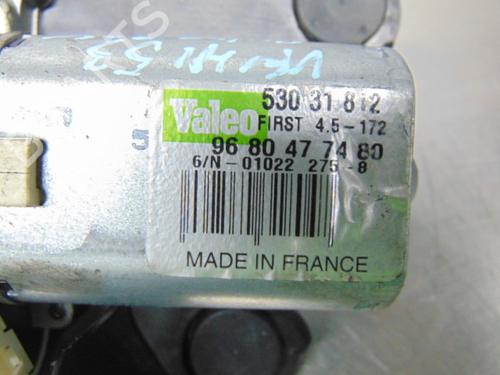 Valeo
530 31 812
FIRST 4.5-172
96 80 47 74 80
6/N-01022 275-8
MADE IN FRANCE